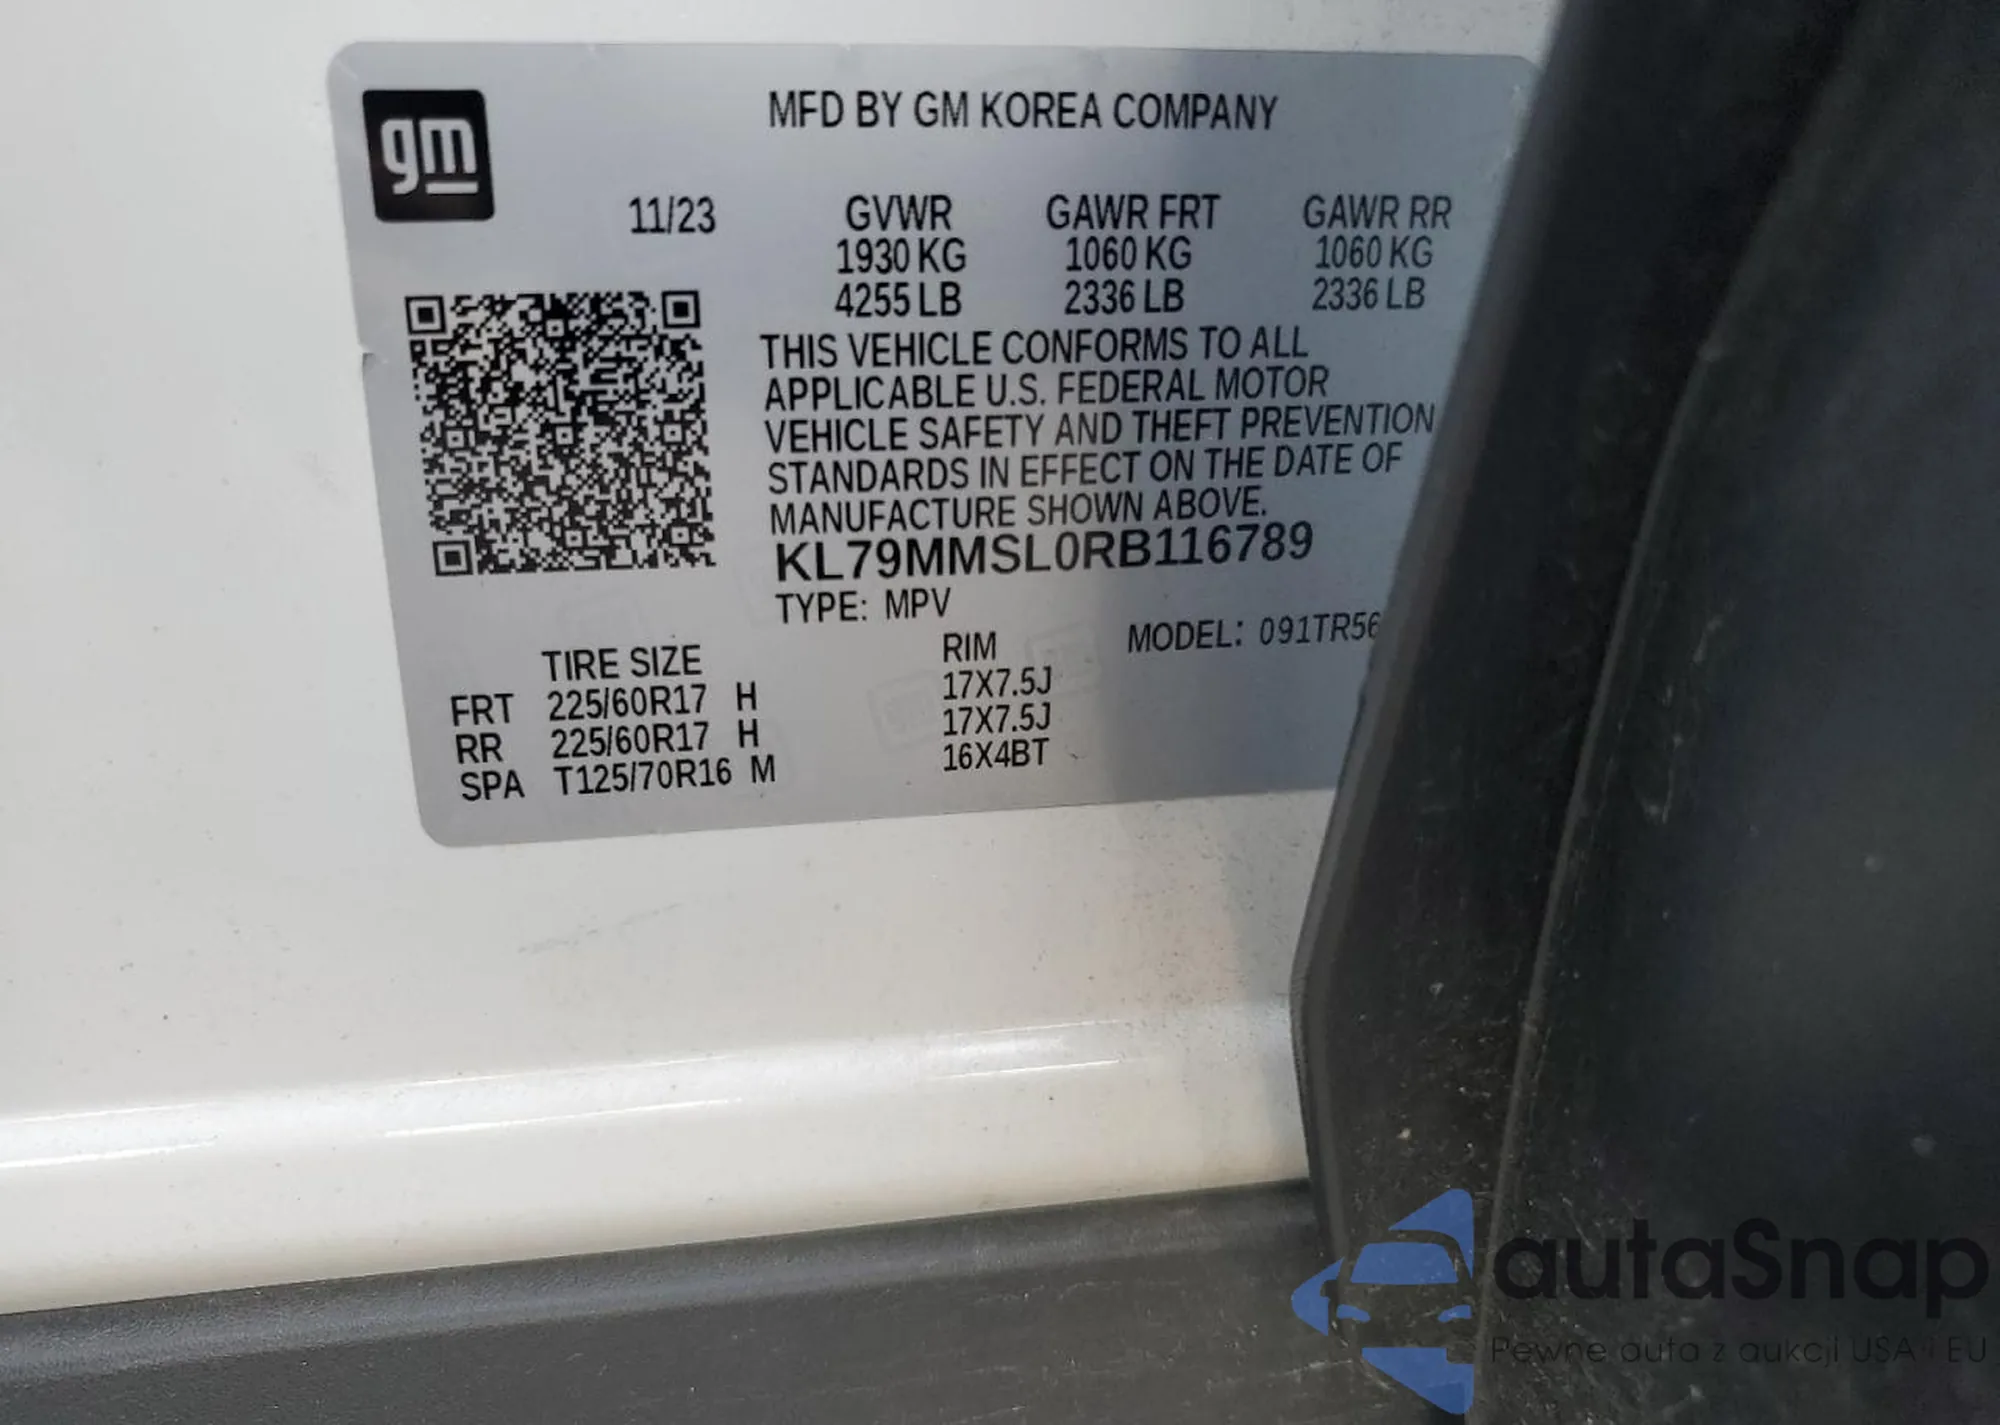 gm
MFD BY GM KOREA COMPANY
11/23 GVWR GAWR FRT GAWR RR
1930 KG 1060 KG 1060 KG
4255 LB 2336 LB 2336 LB
THIS VEHICLE CONFORMS TO ALL
APPLICABLE U.S. FEDERAL MOTOR
VEHICLE SAFETY AND THEFT PREVENTION
STANDARDS IN EFFECT ON THE DATE OF
MANUFACTURE SHOWN ABOVE.
KL79MMSL0RB116789
TYPE: MPV
MODEL: 091TR56
TIRE SIZE RIM
FRT 225/60R17 H 17X7.5J
RR 225/60R17 H 17X7.5J
SPA T125/70R16 M 16X4BT
autaSnap
Pewne auta z aukcji USA i EU